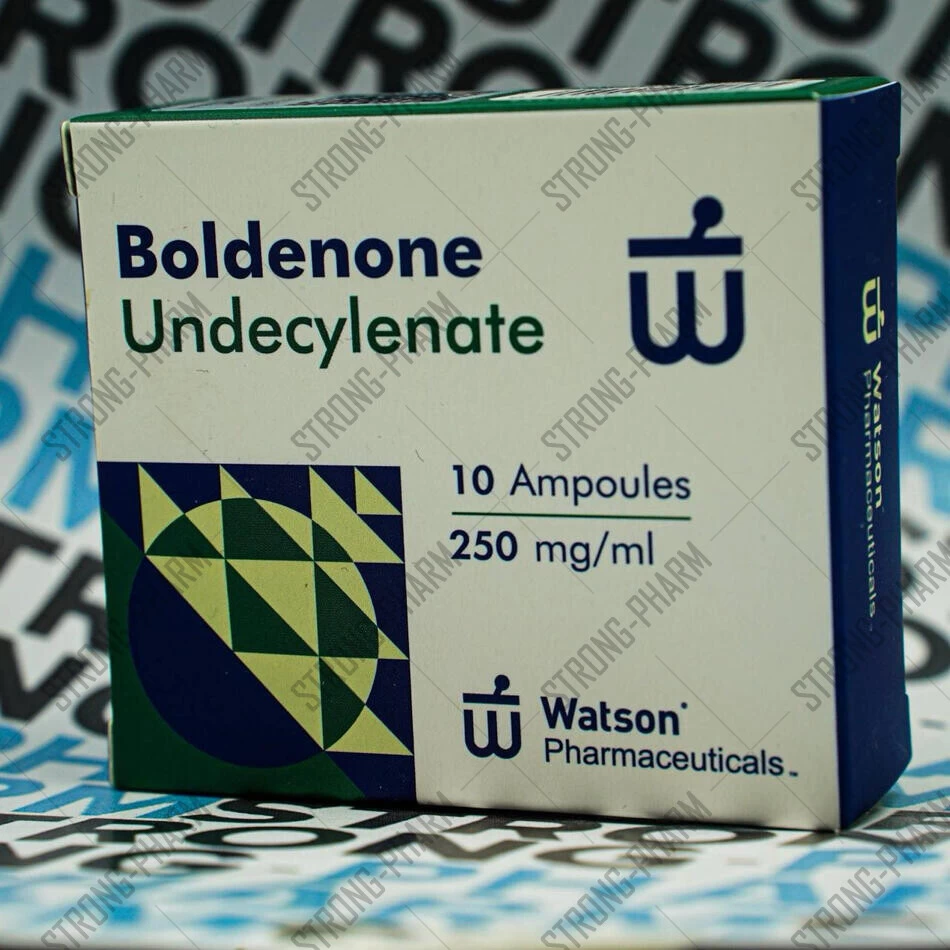 Boldenone
Undecylenate
10 Ampoules
250 mg/ml
Watson
Pharmaceuticals
Watson
Pharmaceuticals
STRONG-PHARM